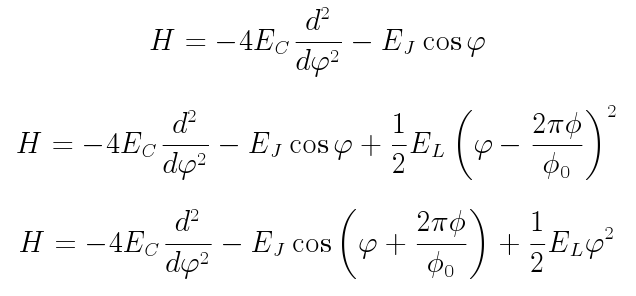 H = -4E_C \frac{d^2}{d\varphi^2} - E_J \cos \varphi
H = -4E_C \frac{d^2}{d\varphi^2} - E_J \cos \varphi + \frac{1}{2} E_L \left( \varphi - \frac{2\pi\phi}{\phi_0} \right)^2
H = -4E_C \frac{d^2}{d\varphi^2} - E_J \cos \left( \varphi + \frac{2\pi\phi}{\phi_0} \right) + \frac{1}{2} E_L \varphi^2